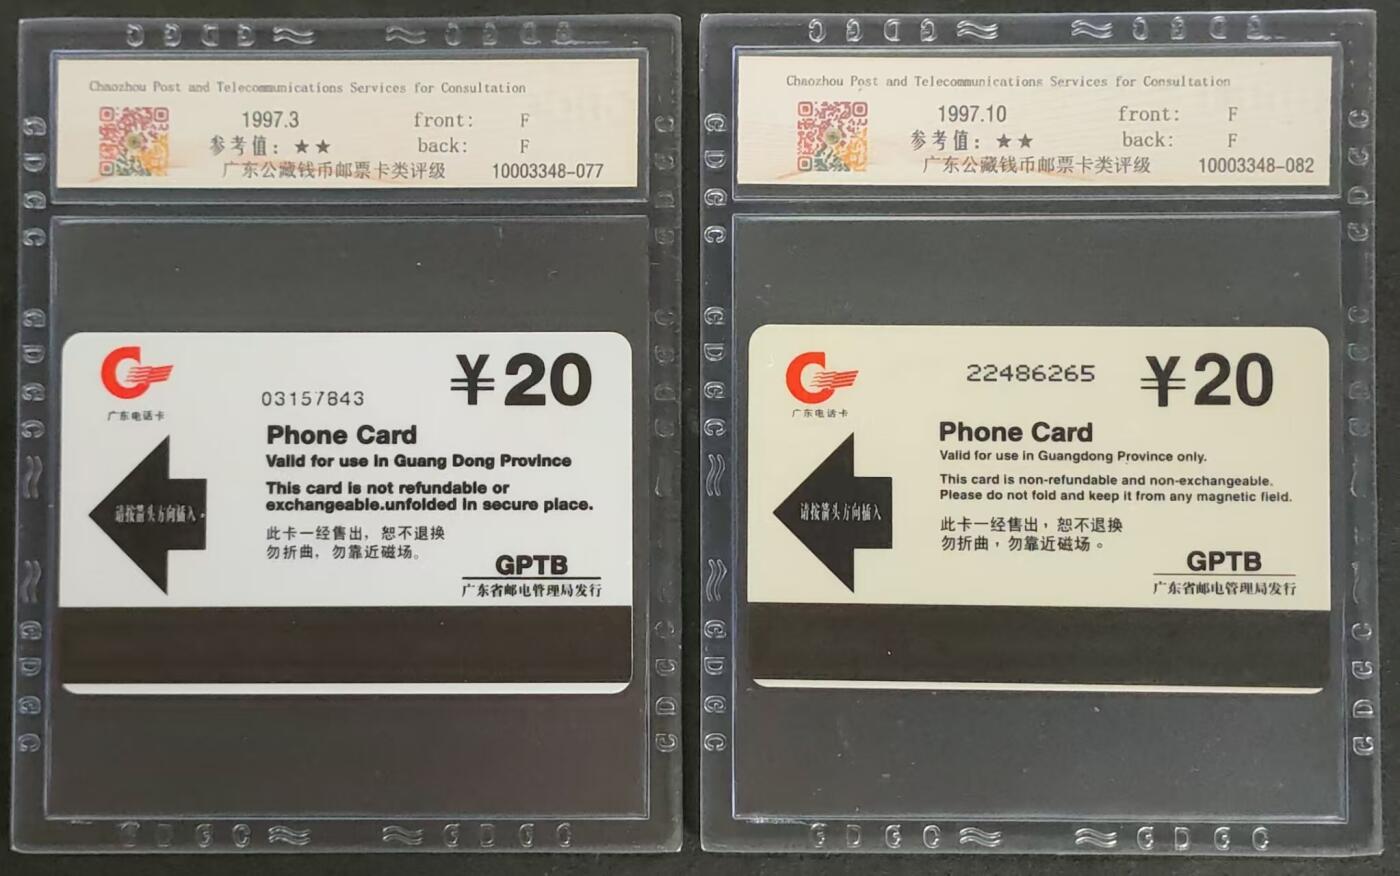 Chaozhou Post and Telecommunications Services for Consultation
1997.3 front: F
参考值: ★★ back: F
广东公藏钱币邮票卡类评级 10003348-077
广东电话卡
03157843
¥20
Phone Card
Valid for use in Guang Dong Province
This card is not refundable or
exchangeable.unfolded in secure place.
请按箭头方向插入
此卡一经售出，恕不退换
勿折曲，勿靠近磁场。
GPTB
广东省邮电管理局发行
Chaozhou Post and Telecommunications Services for Consultation
1997.10 front: F
参考值: ★★ back: F
广东公藏钱币邮票卡类评级 10003348-082
广东电话卡
22486265
¥20
Phone Card
Valid for use in Guangdong Province only.
This card is non-refundable and non-exchangeable.
Please do not fold and keep it from any magnetic field.
请按箭头方向插入
此卡一经售出，恕不退换
勿折曲，勿靠近磁场。
GPTB
广东省邮电管理局发行